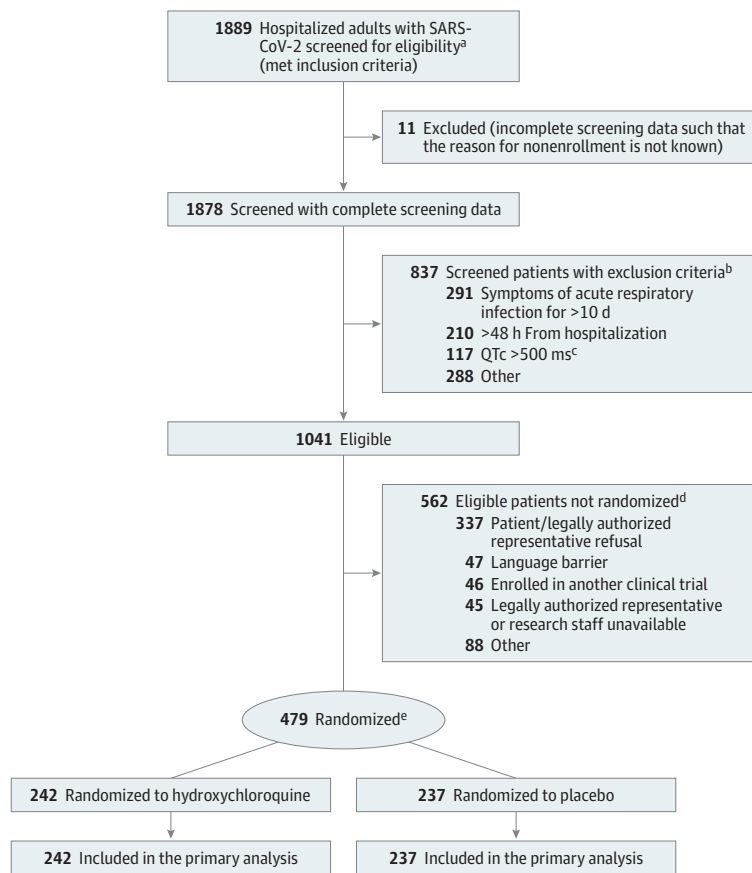 1889 Hospitalized adults with SARS-
CoV-2 screened for eligibilitya
(met inclusion criteria)
11 Excluded (incomplete screening data such that
the reason for nonenrollment is not known)
1878 Screened with complete screening data
837 Screened patients with exclusion criteriab
291 Symptoms of acute respiratory
infection for >10 d
210 >48 h From hospitalization
117 QTc >500 msc
288 Other
1041 Eligible
562 Eligible patients not randomizedd
337 Patient/legally authorized
representative refusal
47 Language barrier
46 Enrolled in another clinical trial
45 Legally authorized representative
or research staff unavailable
88 Other
479 Randomizede
242 Randomized to hydroxychloroquine
237 Randomized to placebo
242 Included in the primary analysis
237 Included in the primary analysis